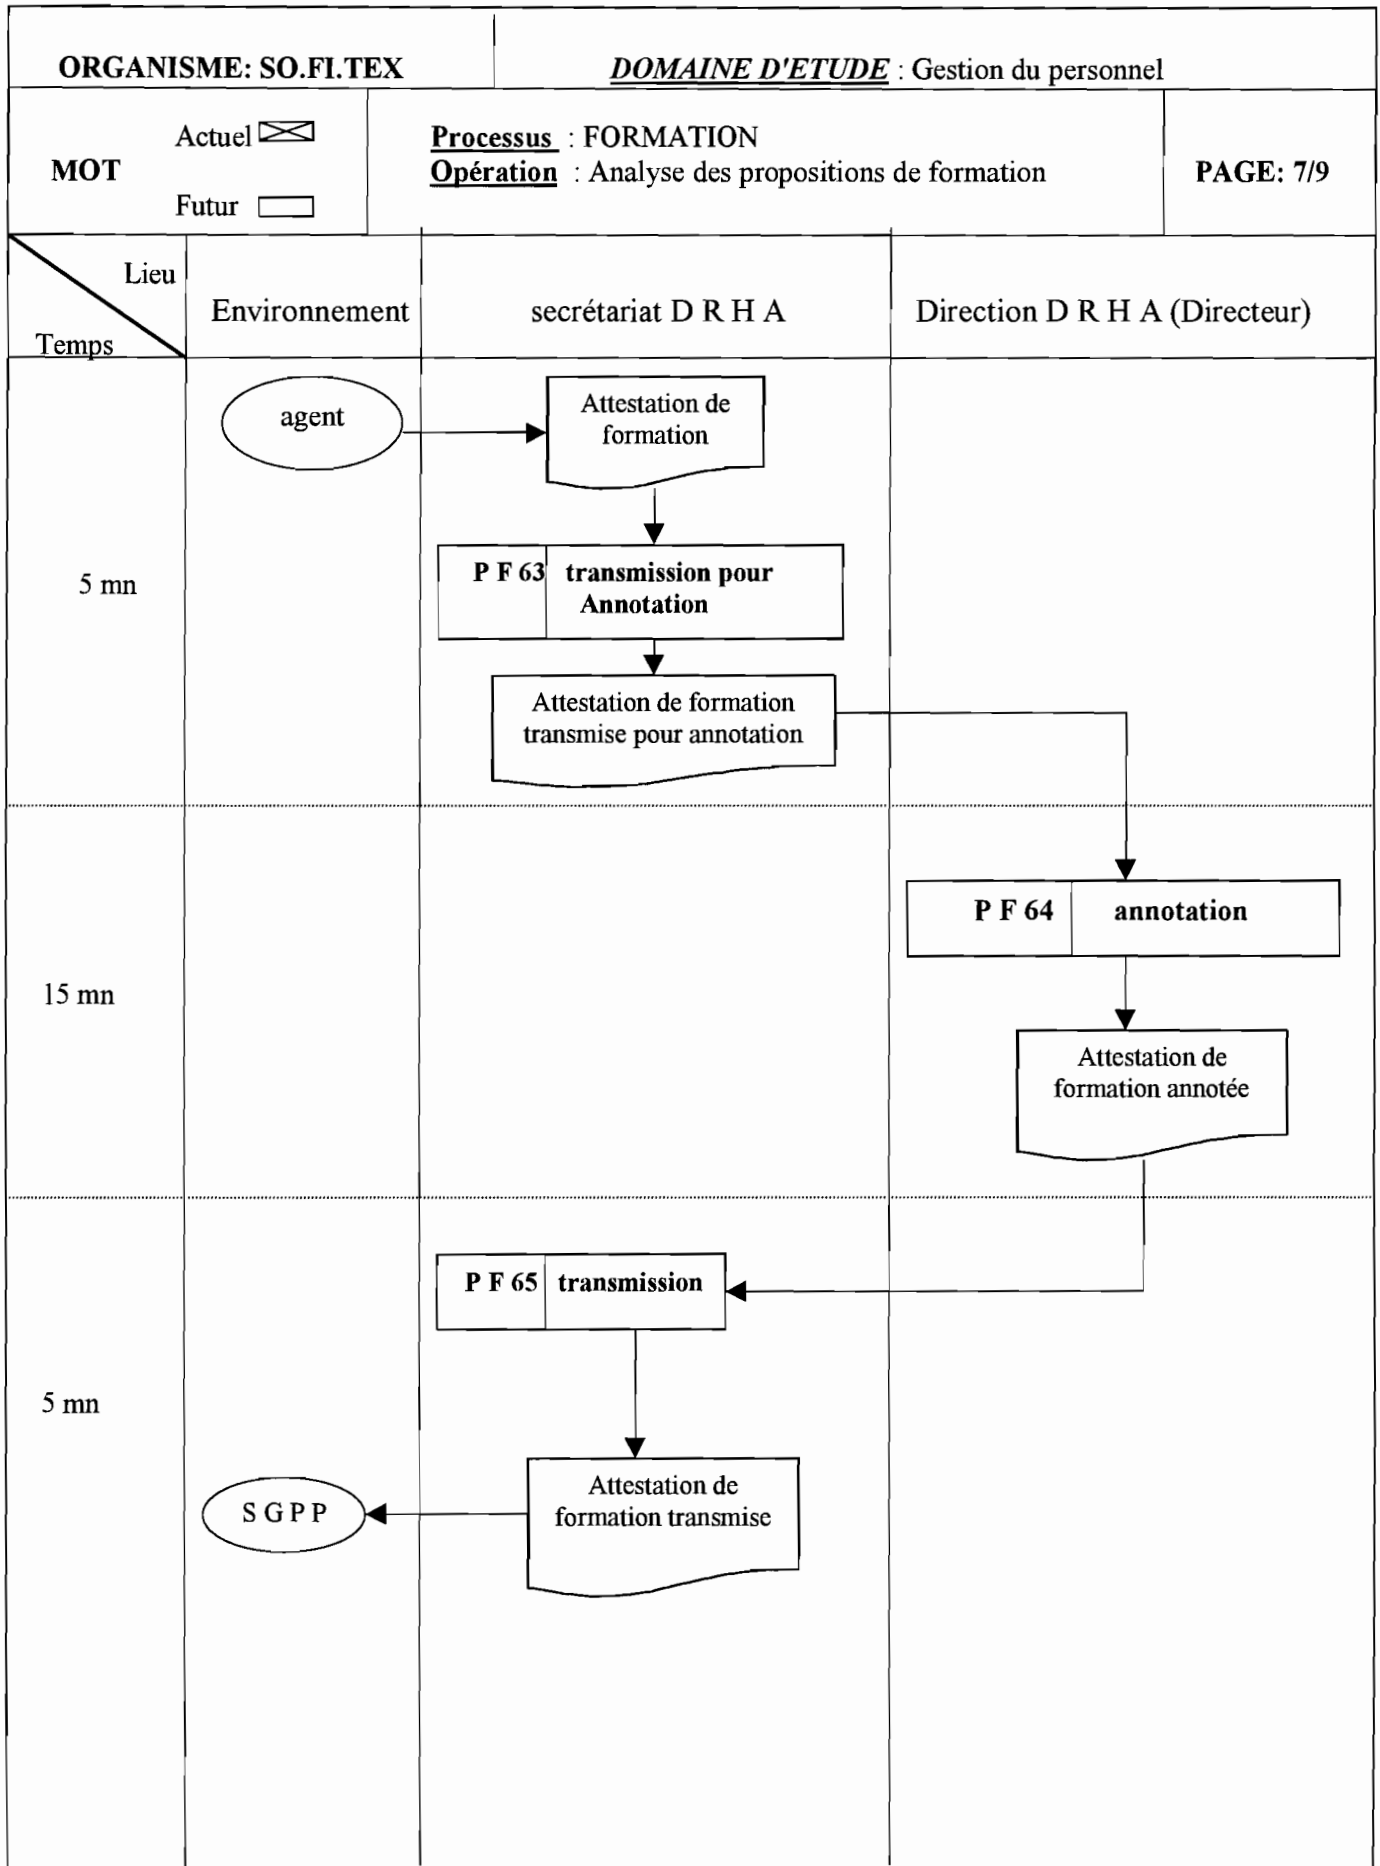 ORGANISME: SO.FI.TEX
DOMAINE D'ETUDE : Gestion du personnel
MOT
Actuel
Futur
Processus : FORMATION
Opération : Analyse des propositions de formation
PAGE: 7/9
Lieu
Temps
Environnement
secrétariat D R H A
Direction D R H A (Directeur)
agent
Attestation de
formation
5 mn
P F 63 transmission pour
Annotation
Attestation de formation
transmise pour annotation
P F 64 annotation
15 mn
Attestation de
formation annotée
P F 65 transmission
5 mn
S G P P
Attestation de
formation transmise